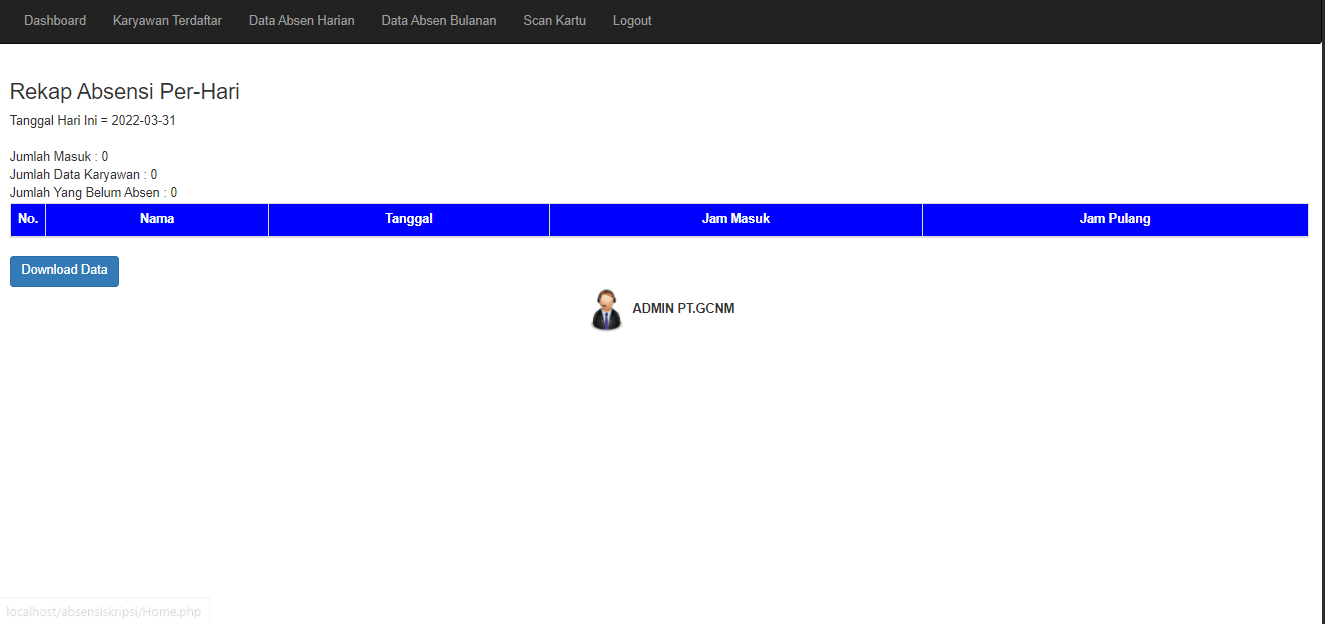 Dashboard Karyawan Terdaftar Data Absen Harian Data Absen Bulanan Scan Kartu Logout
Rekap Absensi Per-Hari
Tanggal Hari Ini = 2022-03-31
Jumlah Masuk : 0
Jumlah Data Karyawan : 0
Jumlah Yang Belum Absen : 0
No. Nama Tanggal Jam Masuk Jam Pulang
Download Data
ADMIN PT.GCNM
localhost/absensiskripsi/Home.php